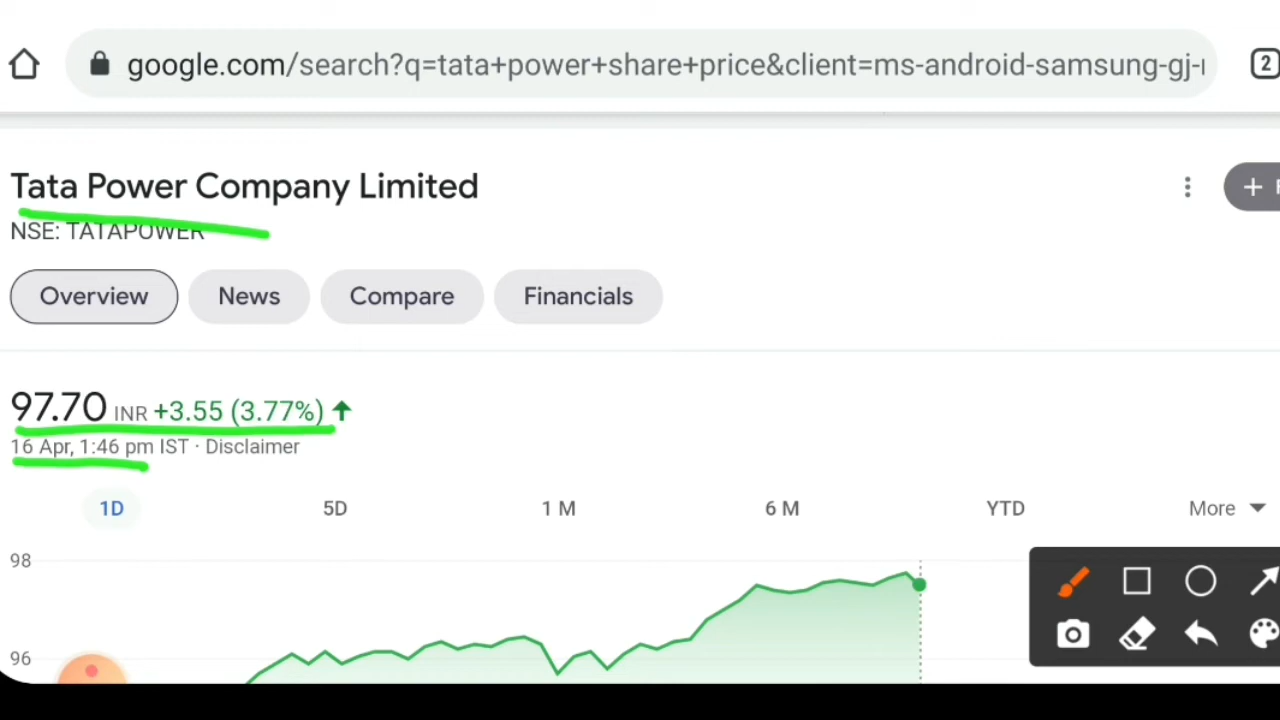 google.com/search?q=tata+power+share+price&client=ms-android-samsung-gj-
2
Tata Power Company Limited
NSE: TATAPOWER
Overview News Compare Financials
97.70 INR +3.55 (3.77%)
16 Apr, 1:46 pm IST · Disclaimer
1D 5D 1 M 6 M YTD More
98
96